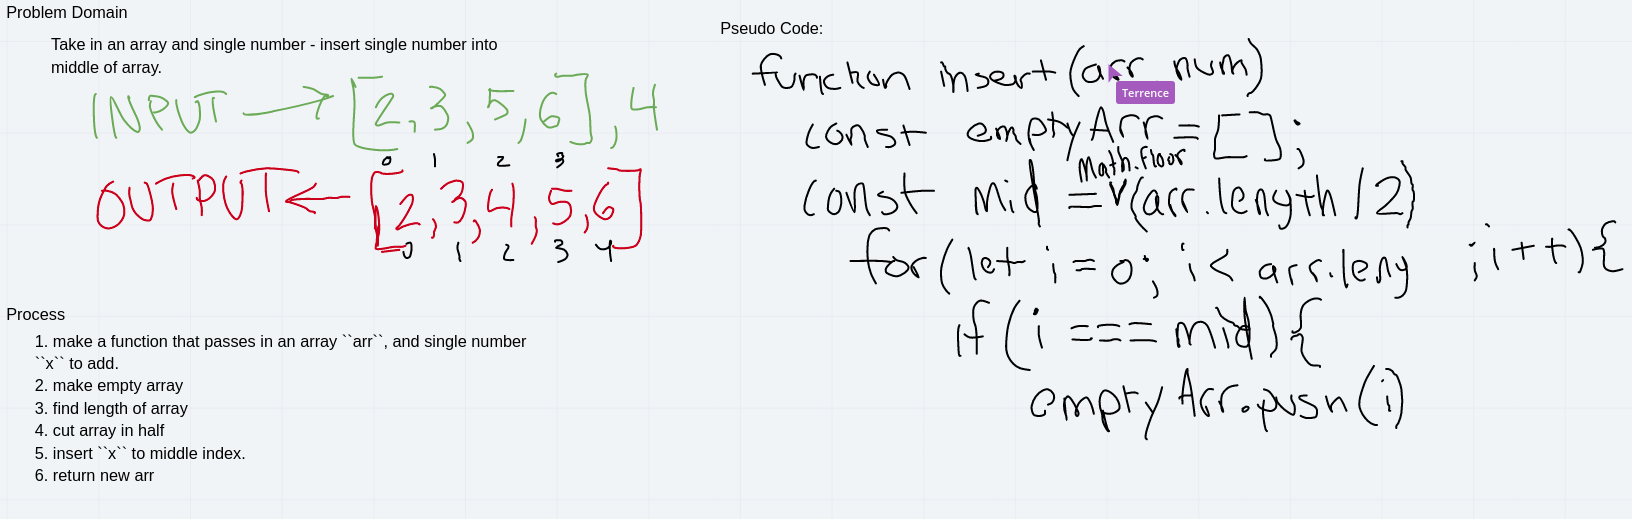 Problem Domain
Take in an array and single number - insert single number into
middle of array.
INPUT → [2,3,5,6],4
0 1 2 3
OUTPUT ← [2,3,4,5,6]
0 1 2 3 4
Process
1. make a function that passes in an array ``arr``, and single number
``x`` to add.
2. make empty array
3. find length of array
4. cut array in half
5. insert ``x`` to middle index.
6. return new arr
Pseudo Code:
function insert(arr num)
Terrence
const emptyArr = [];
Math.floor
const mid = (arr.length / 2)
for(let i = 0; i < arr.leng ; i++){
if(i === mid){
emptyArr.push(i)